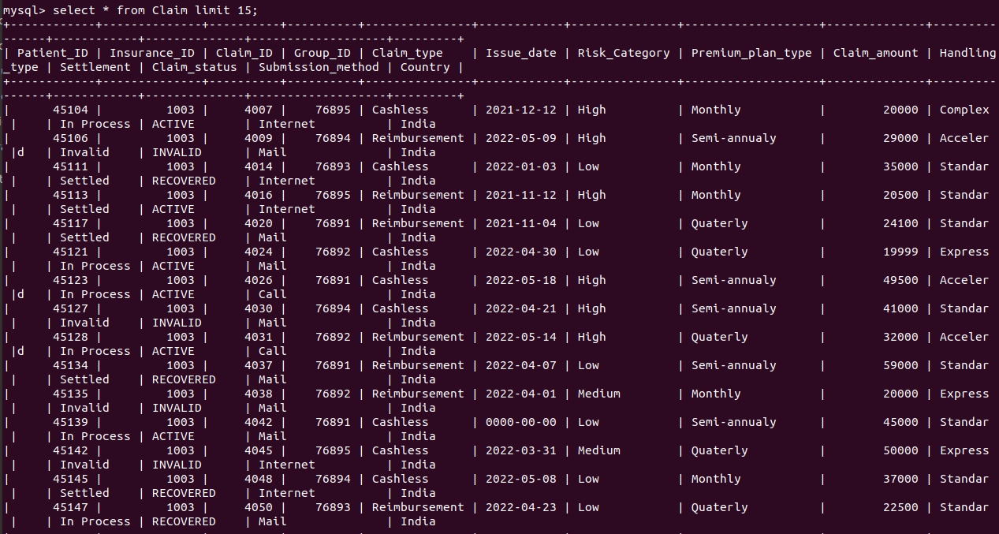 mysql> select * from Claim limit 15;
+------------+--------------+----------+----------+---------------+------------+---------------+-------------------+--------------+---------
------+------------+--------------+-------------------+---------+
| Patient_ID | Insurance_ID | Claim_ID | Group_ID | Claim_type    | Issue_date | Risk_Category | Premium_plan_type | Claim_amount | Handling
_type | Settlement | Claim_status | Submission_method | Country |
+------------+--------------+----------+----------+---------------+------------+---------------+-------------------+--------------+---------
------+------------+--------------+-------------------+---------+
|      45104 |         1003 |     4007 |    76895 | Cashless      | 2021-12-12 | High          | Monthly           |        20000 | Complex
 |    | In Process | ACTIVE       | Internet          | India
|      45106 |         1003 |     4009 |    76894 | Reimbursement | 2022-05-09 | High          | Semi-annualy      |        29000 | Acceler
 |d   | Invalid    | INVALID      | Mail              | India
|      45111 |         1003 |     4014 |    76893 | Cashless      | 2022-01-03 | Low           | Monthly           |        35000 | Standar
 |    | Settled    | RECOVERED    | Internet          | India
|      45113 |         1003 |     4016 |    76895 | Reimbursement | 2021-11-12 | High          | Monthly           |        20500 | Standar
 |    | Settled    | ACTIVE       | Internet          | India
|      45117 |         1003 |     4020 |    76891 | Reimbursement | 2021-11-04 | Low           | Quaterly          |        24100 | Standar
 |    | Settled    | RECOVERED    | Mail              | India
|      45121 |         1003 |     4024 |    76892 | Cashless      | 2022-04-30 | Low           | Quaterly          |        19999 | Express
 |    | In Process | ACTIVE       | Mail              | India
|      45123 |         1003 |     4026 |    76891 | Cashless      | 2022-05-18 | High          | Semi-annualy      |        49500 | Acceler
 |d   | In Process | ACTIVE       | Call              | India
|      45127 |         1003 |     4030 |    76894 | Cashless      | 2022-04-21 | High          | Semi-annualy      |        41000 | Standar
 |    | Invalid    | INVALID      | Mail              | India
|      45128 |         1003 |     4031 |    76892 | Reimbursement | 2022-05-14 | High          | Quaterly          |        32000 | Acceler
 |d   | In Process | ACTIVE       | Call              | India
|      45134 |         1003 |     4037 |    76891 | Reimbursement | 2022-04-07 | Low           | Semi-annualy      |        59000 | Standar
 |    | Settled    | RECOVERED    | Mail              | India
|      45135 |         1003 |     4038 |    76892 | Reimbursement | 2022-04-01 | Medium        | Monthly           |        20000 | Express
 |    | Invalid    | INVALID      | Mail              | India
|      45139 |         1003 |     4042 |    76891 | Cashless      | 0000-00-00 | Low           | Semi-annualy      |        45000 | Standar
 |    | In Process | ACTIVE       | Mail              | India
|      45142 |         1003 |     4045 |    76895 | Cashless      | 2022-03-31 | Medium        | Quaterly          |        50000 | Express
 |    | Invalid    | INVALID      | Internet          | India
|      45145 |         1003 |     4048 |    76894 | Cashless      | 2022-05-08 | Low           | Monthly           |        37000 | Standar
 |    | Settled    | RECOVERED    | Internet          | India
|      45147 |         1003 |     4050 |    76893 | Reimbursement | 2022-04-23 | Low           | Quaterly          |        22500 | Standar
 |    | In Process | RECOVERED    | Mail              | India